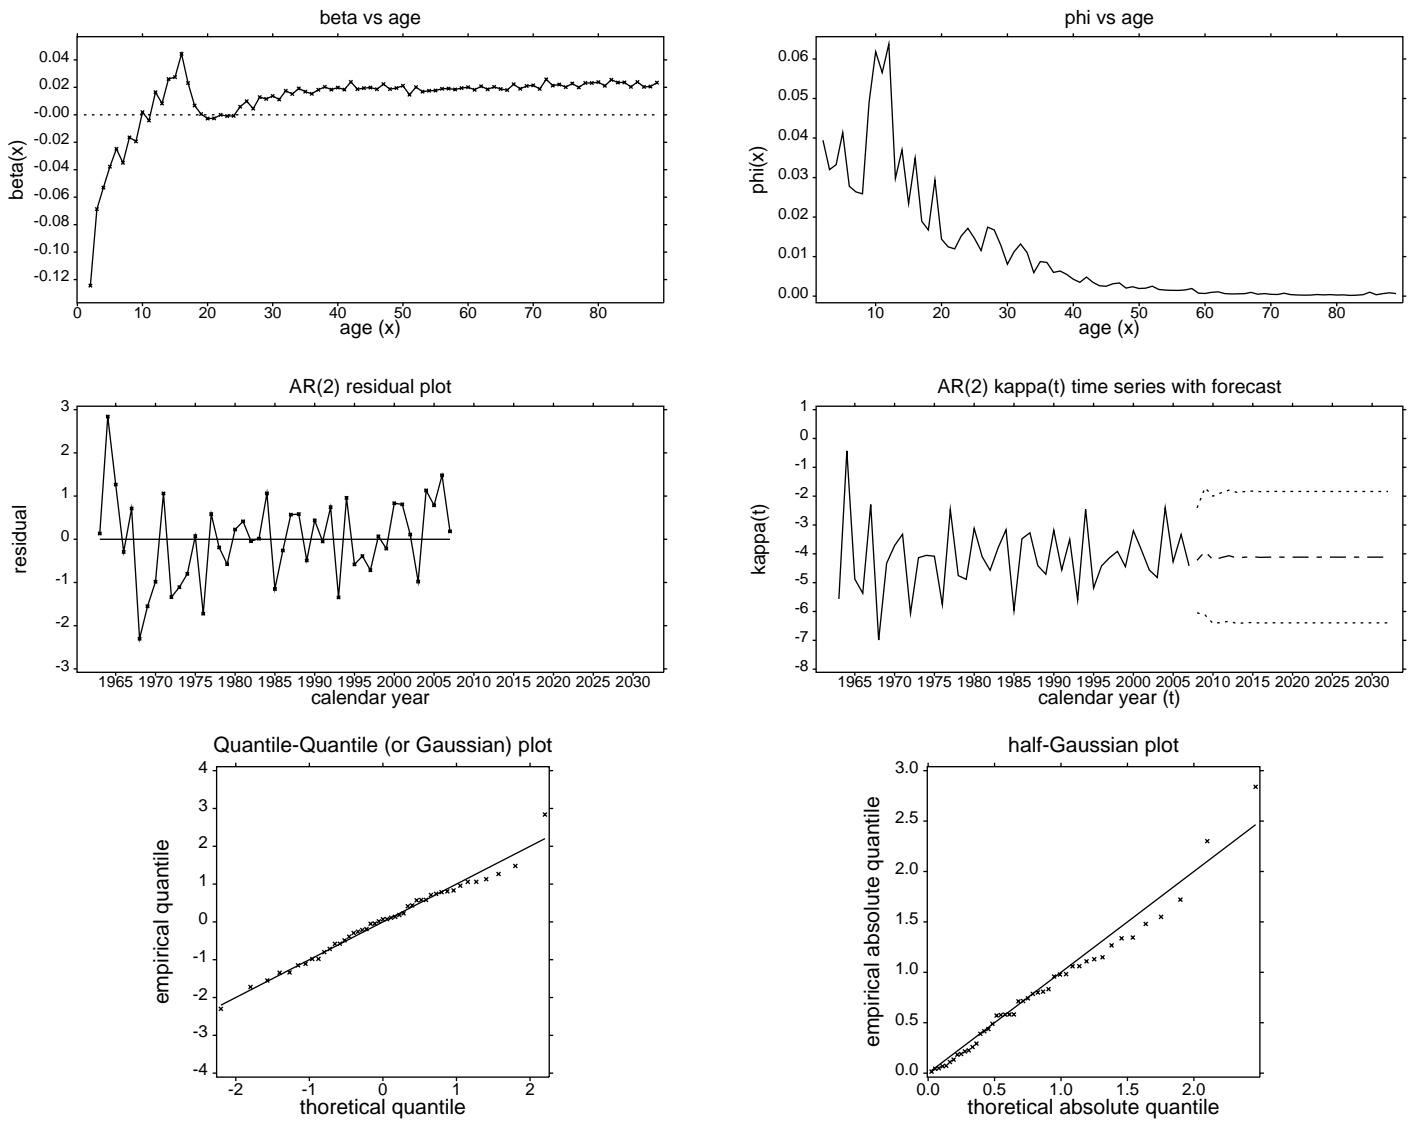 beta vs age
0.04
0.02
-0.00
-0.02
-0.04
-0.06
-0.08
-0.10
-0.12
beta(x)
0 10 20 30 40 50 60 70 80
age (x)
phi vs age
0.06
0.05
0.04
0.03
0.02
0.01
0.00
phi(x)
10 20 30 40 50 60 70 80
age (x)
AR(2) residual plot
3
2
1
0
-1
-2
-3
residual
1965 1970 1975 1980 1985 1990 1995 2000 2005 2010 2015 2020 2025 2030
calendar year
AR(2) kappa(t) time series with forecast
1
0
-1
-2
-3
-4
-5
-6
-7
-8
kappa(t)
1965 1970 1975 1980 1985 1990 1995 2000 2005 2010 2015 2020 2025 2030
calendar year (t)
Quantile-Quantile (or Gaussian) plot
4
3
2
1
0
-1
-2
-3
-4
empirical quantile
-2 -1 0 1 2
thoretical quantile
half-Gaussian plot
3.0
2.5
2.0
1.5
1.0
0.5
0.0
empirical absolute quantile
0.0 0.5 1.0 1.5 2.0
thoretical absolute quantile